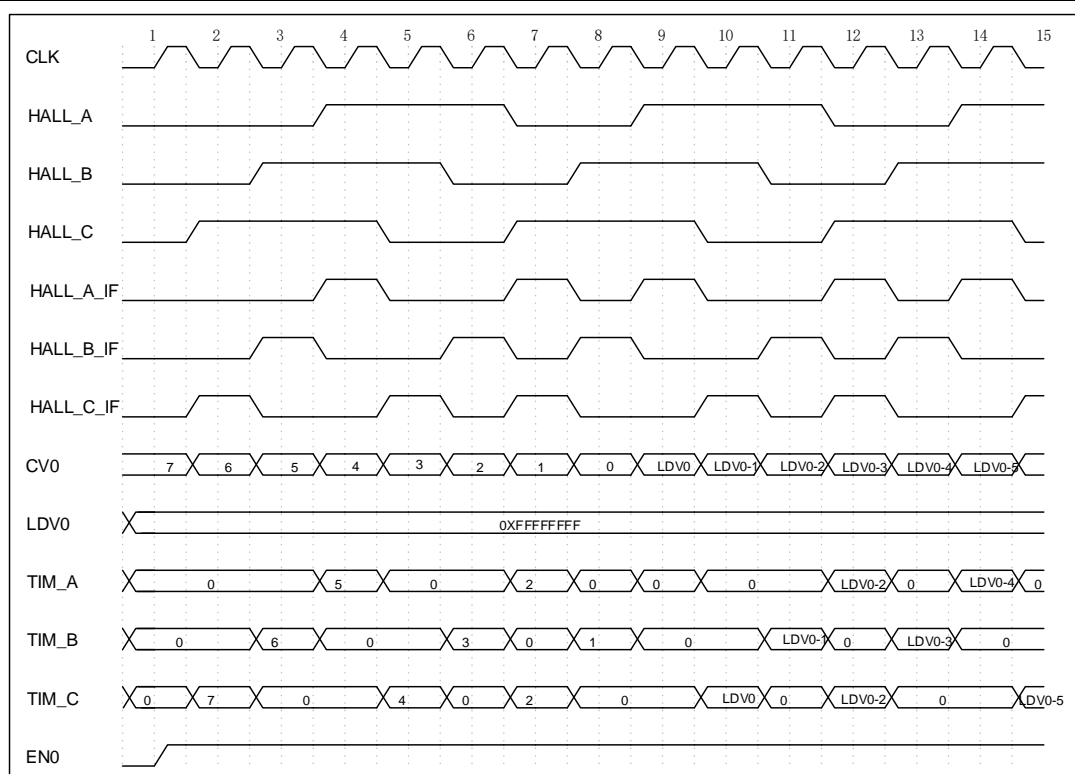 1 2 3 4 5 6 7 8 9 10 11 12 13 14 15
CLK
HALL_A
HALL_B
HALL_C
HALL_A_IF
HALL_B_IF
HALL_C_IF
CV0 7 6 5 4 3 2 1 0 LDV0 LDV0-1 LDV0-2 LDV0-3 LDV0-4 LDV0-5
LDV0 0XFFFFFFFF
TIM_A 0 5 0 2 0 0 0 LDV0-2 0 LDV0-4 0
TIM_B 0 6 0 3 0 1 0 LDV0-1 0 LDV0-3 0
TIM_C 0 7 0 4 0 2 0 LDV0 0 LDV0-2 0 LDV0-5
EN0